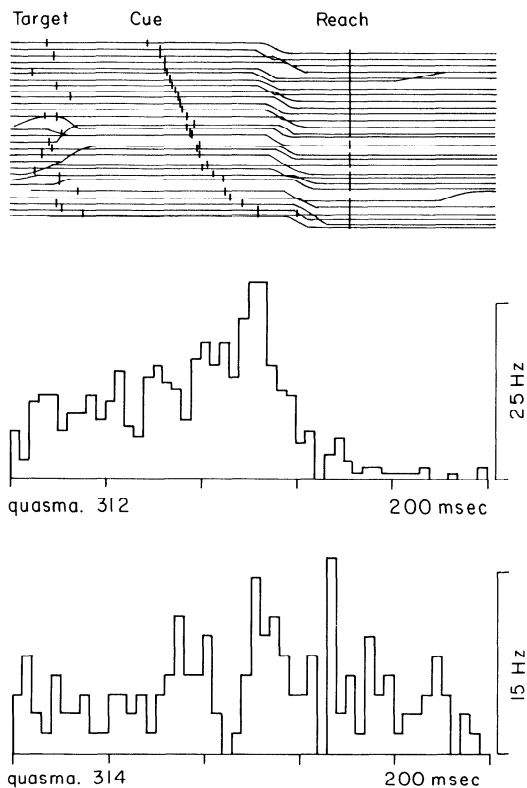 Target Cue Reach
25 Hz
quasma. 312 200 msec
15 Hz
quasma. 314 200 msec